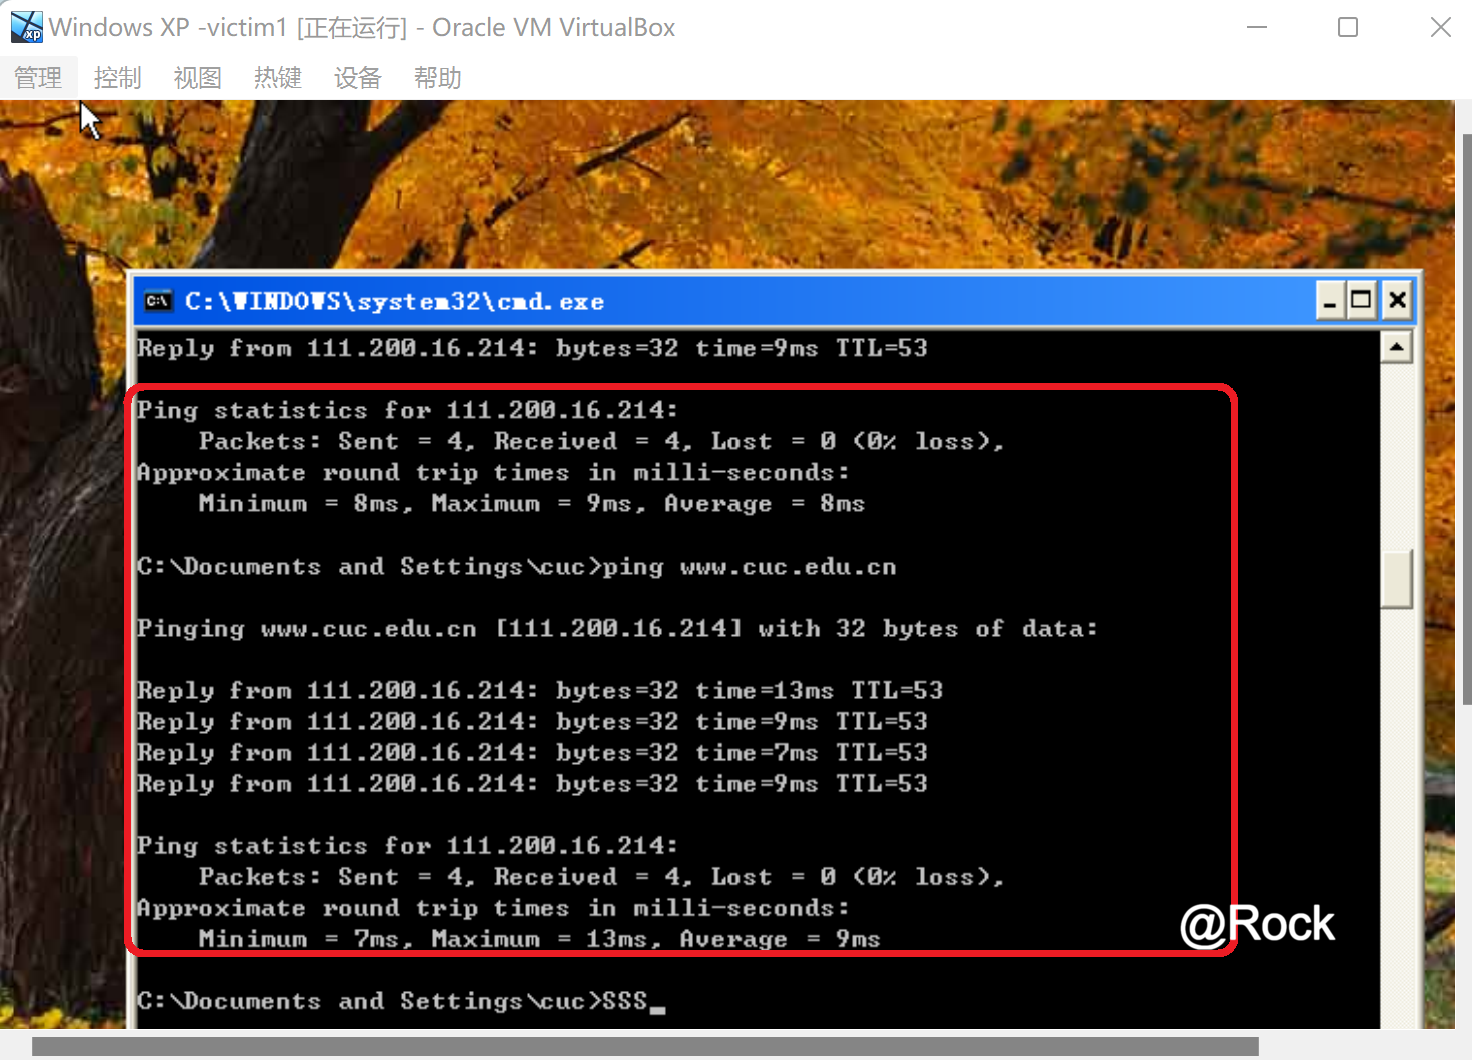 Windows XP -victim1 [正在运行] - Oracle VM VirtualBox
管理 控制 视图 热键 设备 帮助
C:\WINDOWS\system32\cmd.exe
Reply from 111.200.16.214: bytes=32 time=9ms TTL=53
Ping statistics for 111.200.16.214:
Packets: Sent = 4, Received = 4, Lost = 0 (0% loss),
Approximate round trip times in milli-seconds:
Minimum = 8ms, Maximum = 9ms, Average = 8ms
C:\Documents and Settings\cuc>ping www.cuc.edu.cn
Pinging www.cuc.edu.cn [111.200.16.214] with 32 bytes of data:
Reply from 111.200.16.214: bytes=32 time=13ms TTL=53
Reply from 111.200.16.214: bytes=32 time=9ms TTL=53
Reply from 111.200.16.214: bytes=32 time=7ms TTL=53
Reply from 111.200.16.214: bytes=32 time=9ms TTL=53
Ping statistics for 111.200.16.214:
Packets: Sent = 4, Received = 4, Lost = 0 (0% loss),
Approximate round trip times in milli-seconds:
Minimum = 7ms, Maximum = 13ms, Average = 9ms
@Rock
C:\Documents and Settings\cuc>SSS_